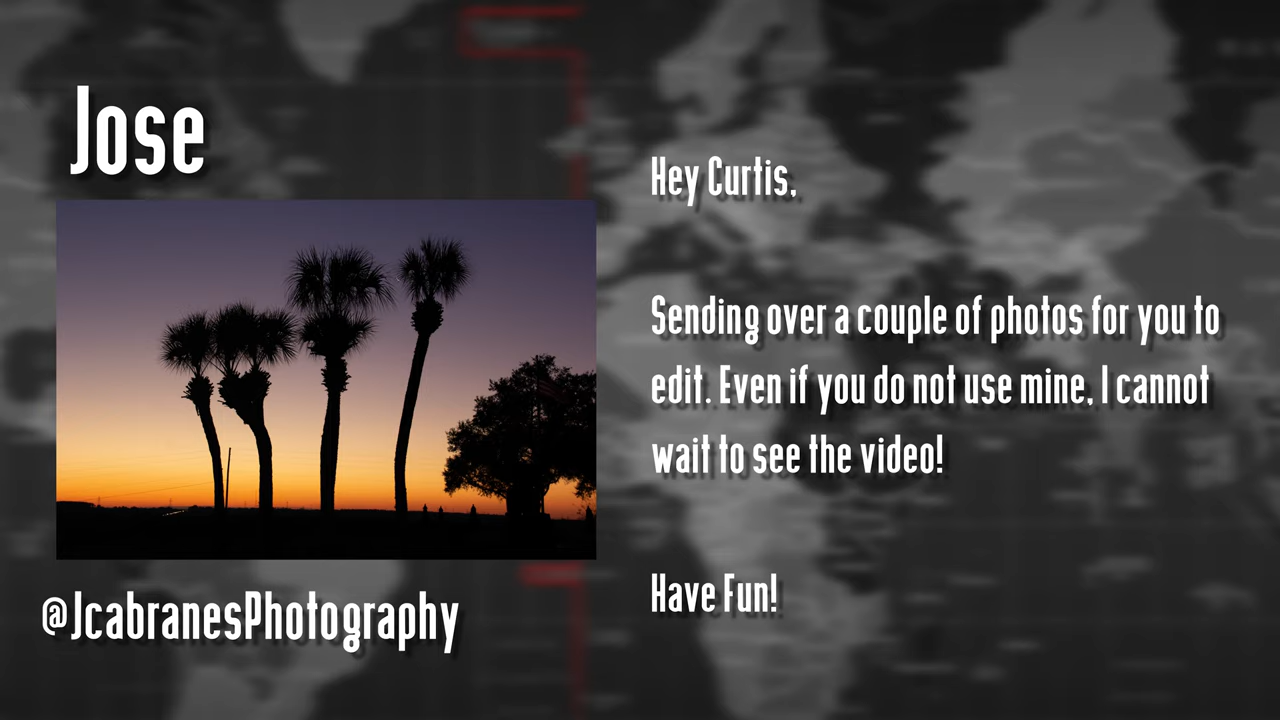 Jose
@JcabranesPhotography
Hey Curtis,
Sending over a couple of photos for you to
edit. Even if you do not use mine, I cannot
wait to see the video!
Have Fun!